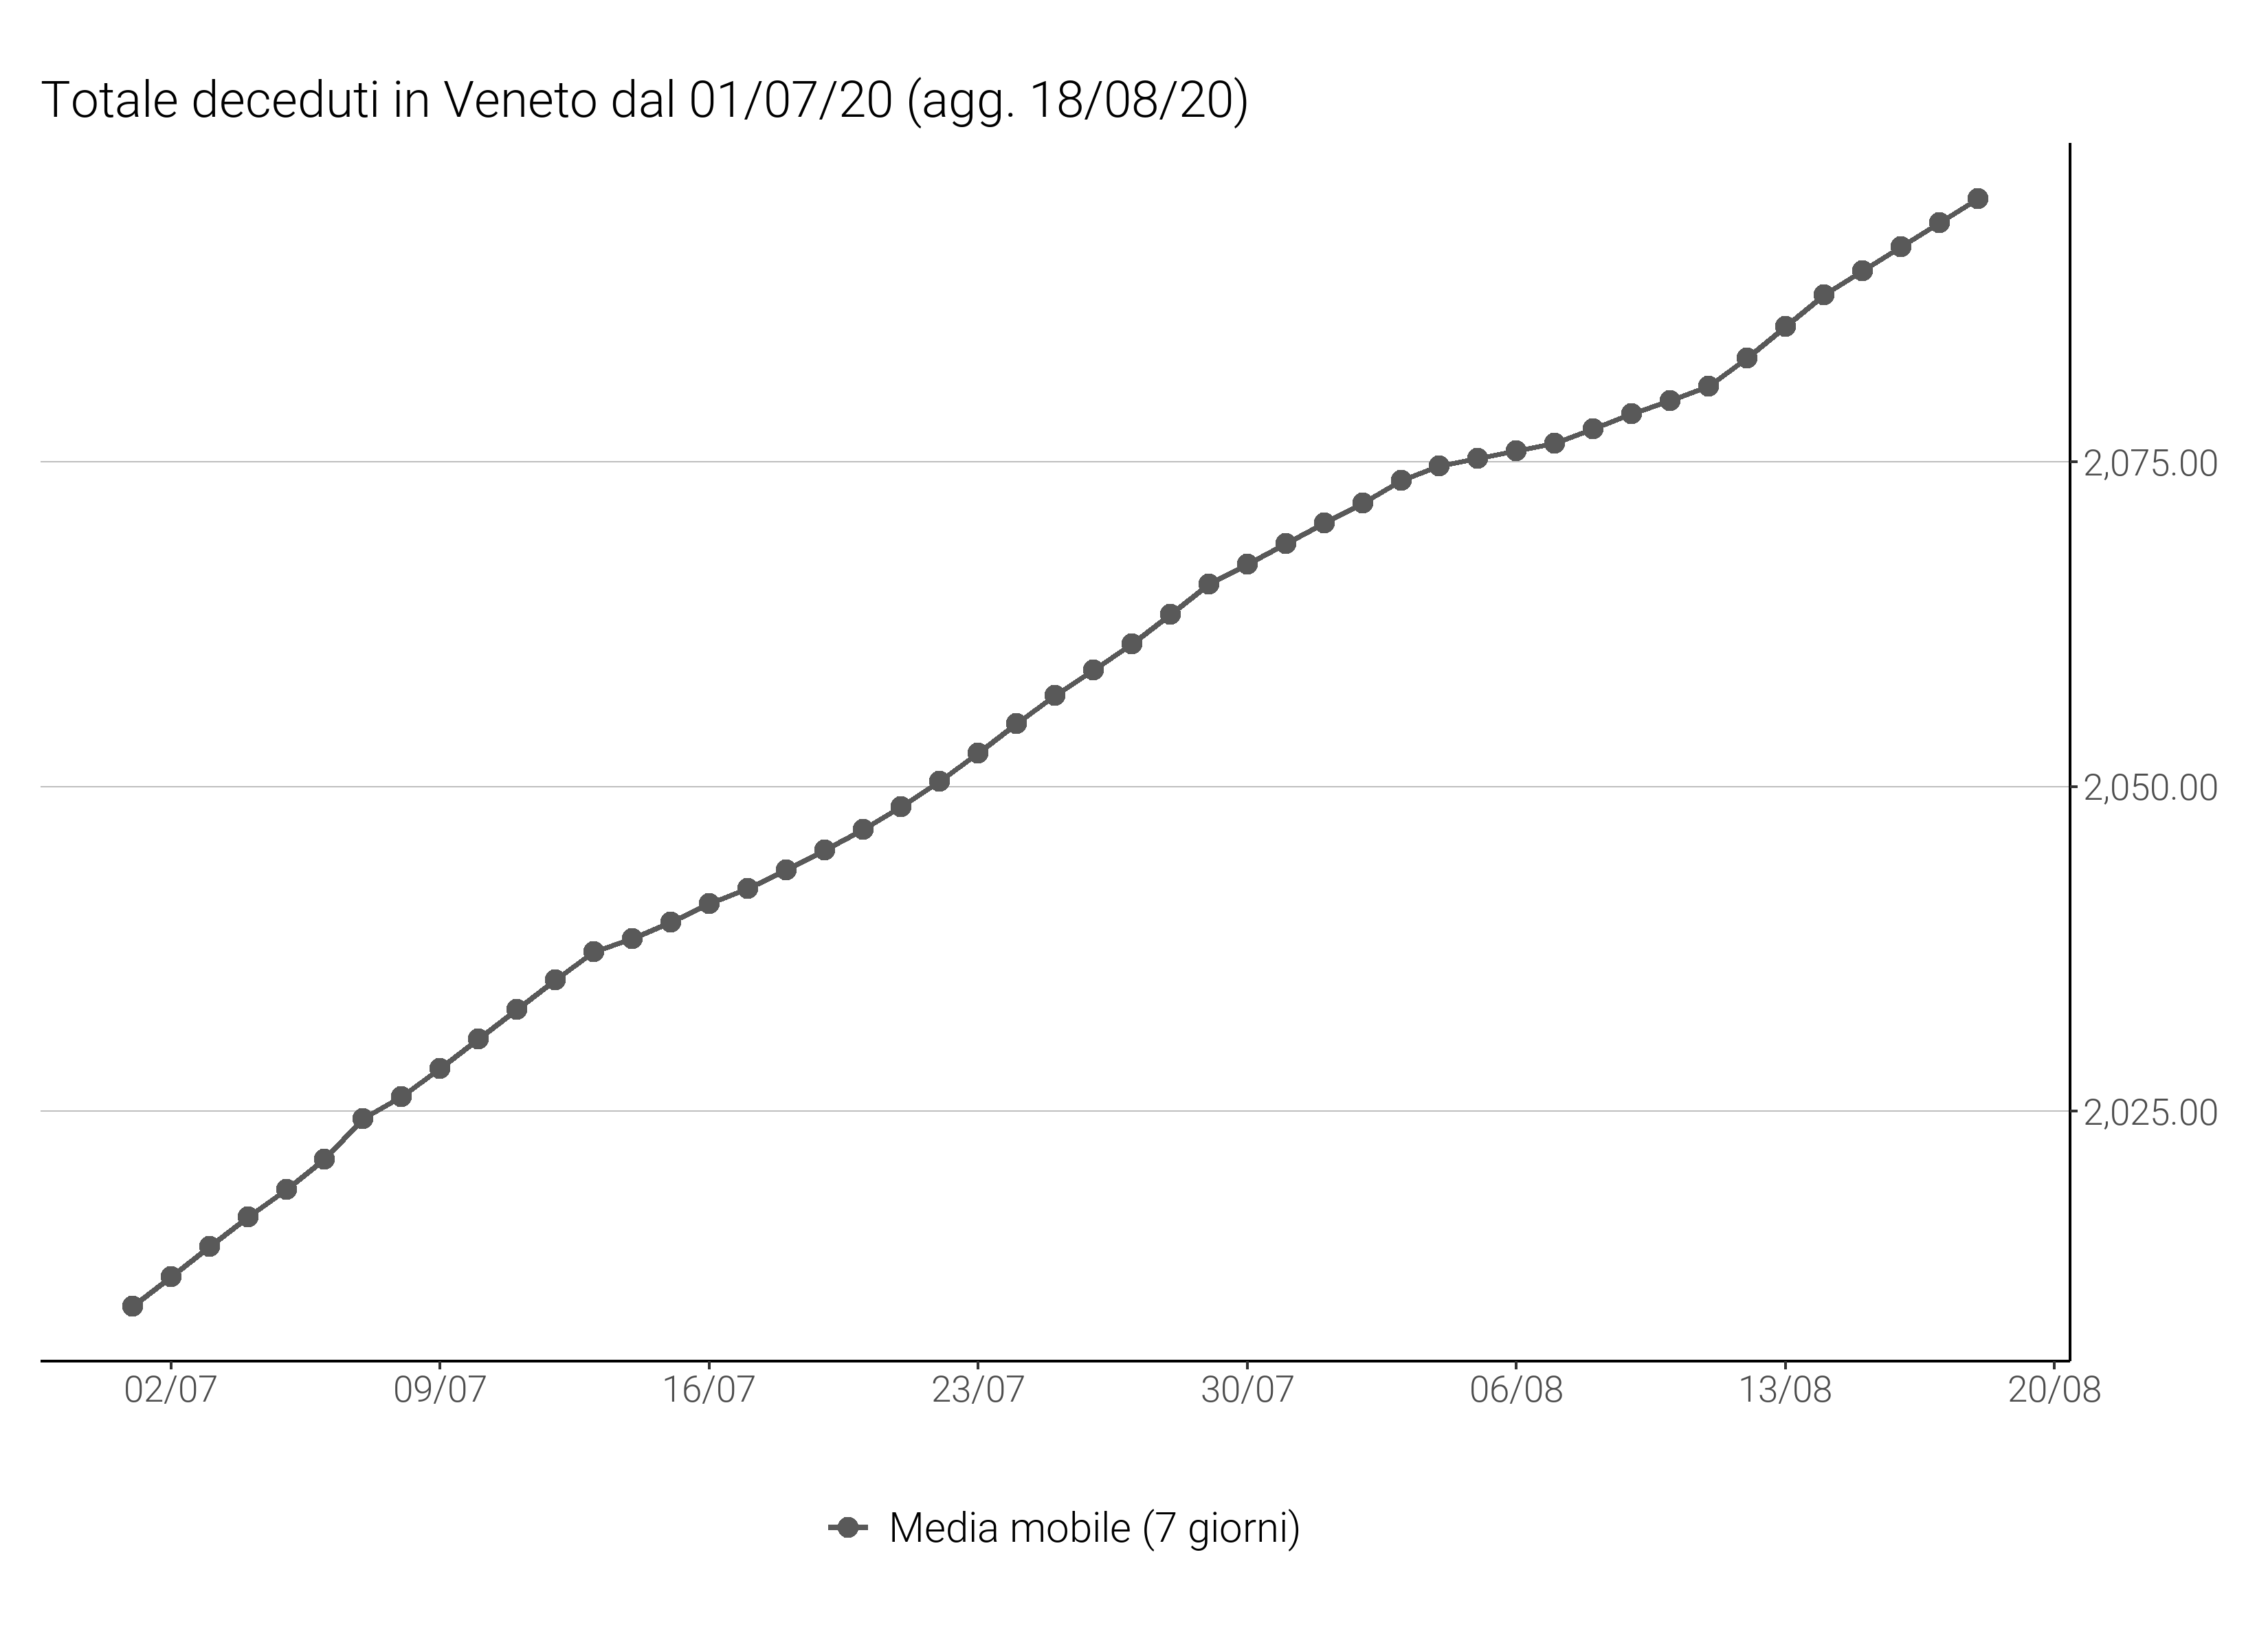 Totale deceduti in Veneto dal 01/07/20 (agg. 18/08/20)
2,075.00
2,050.00
2,025.00
02/07 09/07 16/07 23/07 30/07 06/08 13/08 20/08
Media mobile (7 giorni)